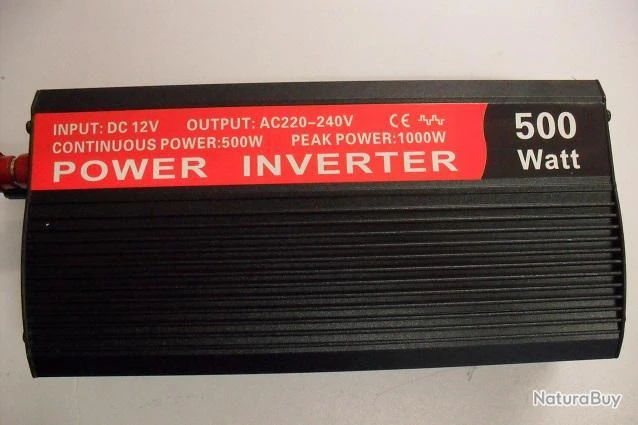 INPUT: DC 12V OUTPUT: AC220-240V CE
CONTINUOUS POWER:500W PEAK POWER:1000W
POWER INVERTER
500
Watt
NaturaBuy